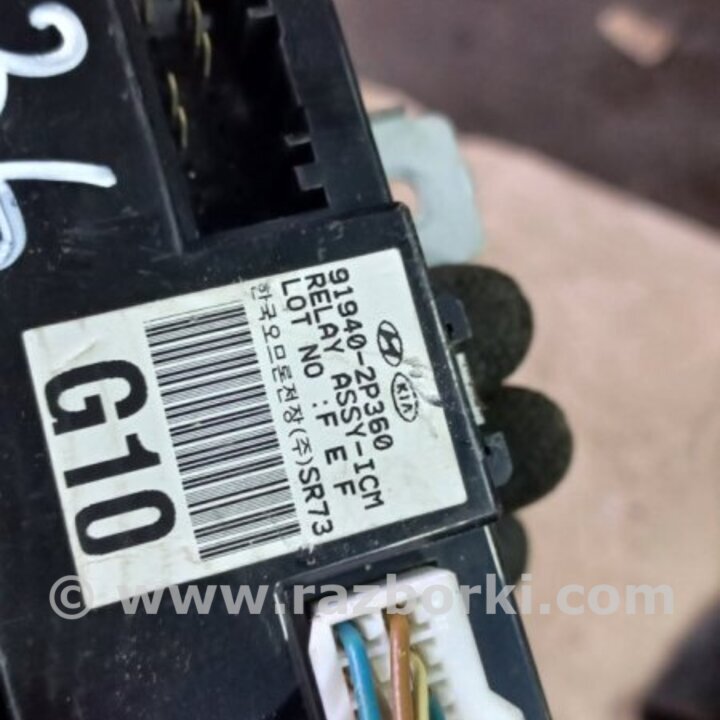 KIA
91940-2P360
RELAY ASSY-ICM
LOT NO : F E F
한국오므론전장(주)SR73
G10
© www.razborki.com